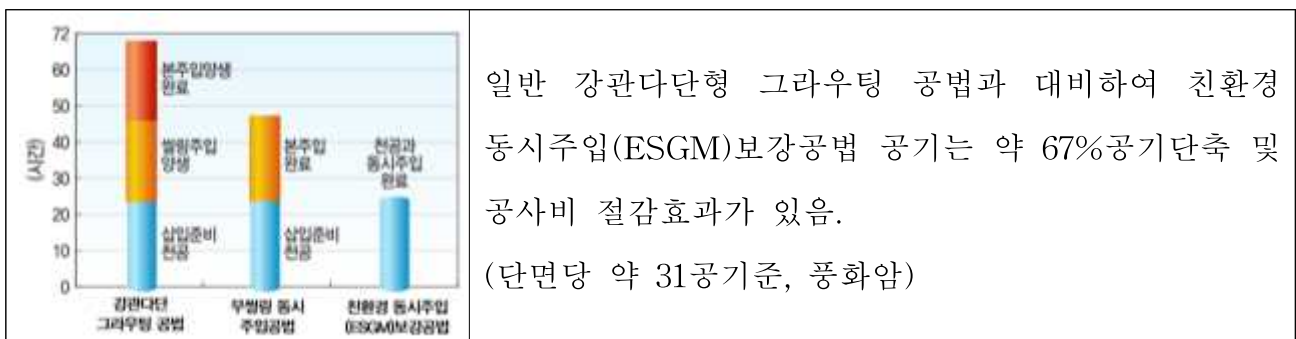 72
60
50
40
30
20
10
0
(시간)
본주입양생
완료
씰링주입
양생
삽입준비
천공
본주입
완료
삽입준비
천공
천공과
동시주입
완료
강관다단
그라우팅 공법
무씰링 동시
주입공법
친환경 동시주입
(ESGM)보강공법
일반 강관다단형 그라우팅 공법과 대비하여 친환경
동시주입(ESGM)보강공법 공기는 약 67%공기단축 및
공사비 절감효과가 있음.
(단면당 약 31공기준, 풍화암)